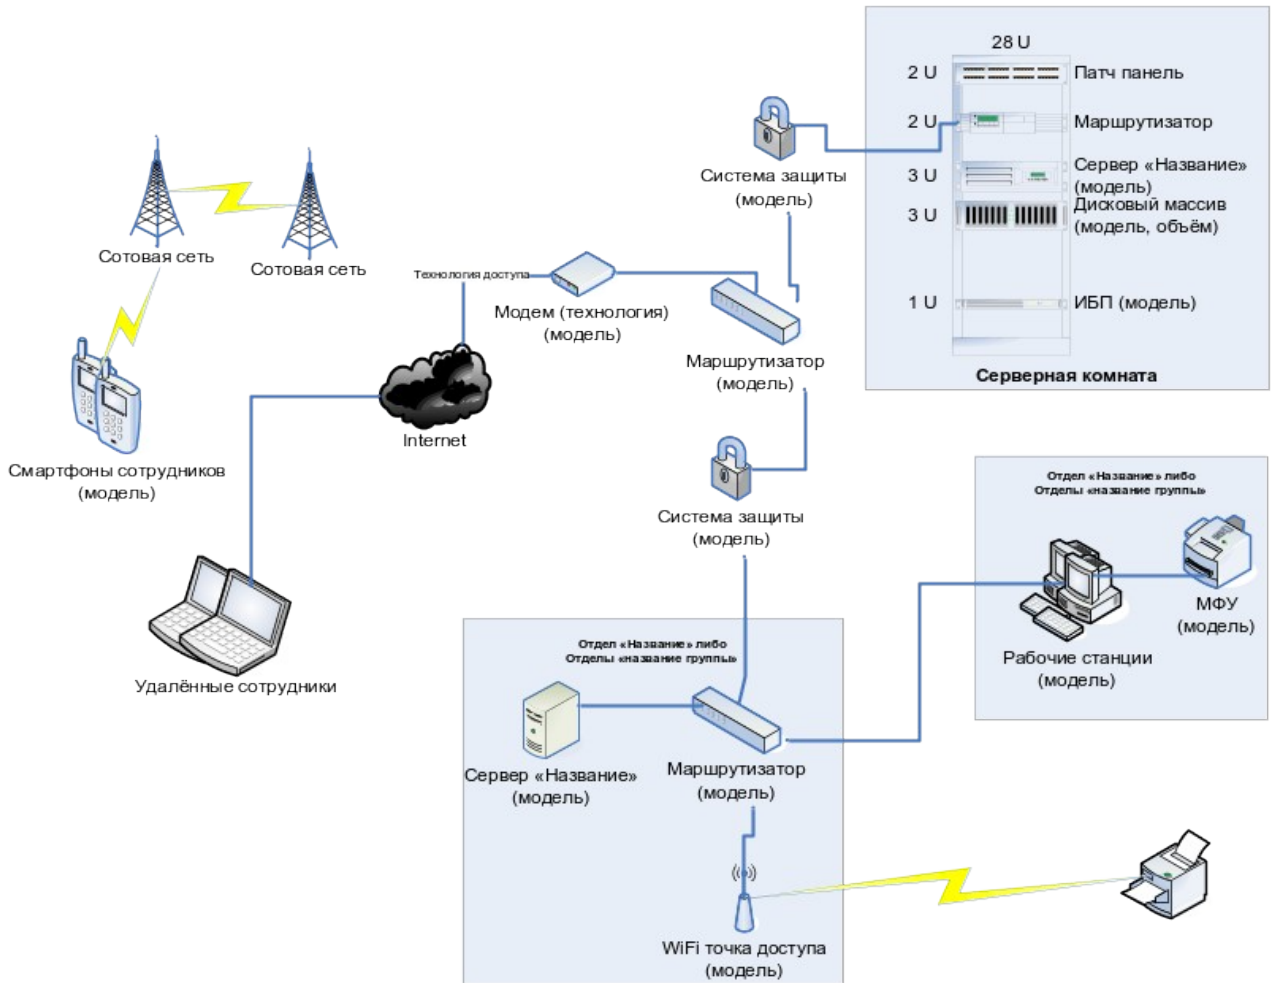 28 U
2 U
Патч панель
2 U
Маршрутизатор
3 U
Сервер «Название»
(модель)
3 U
Дисковый массив
(модель, объём)
1 U
ИБП (модель)
Серверная комната
Система защиты
(модель)
Сотовая сеть
Сотовая сеть
Технология доступа
Модем (технология)
(модель)
Маршрутизатор
(модель)
Internet
Смартфоны сотрудников
(модель)
Система защиты
(модель)
Отдел «Название» либо
Отделы «название группы»
МФУ
(модель)
Рабочие станции
(модель)
Удалённые сотрудники
Отдел «Название» либо
Отделы «название группы»
Сервер «Название»
(модель)
Маршрутизатор
(модель)
WiFi точка доступа
(модель)